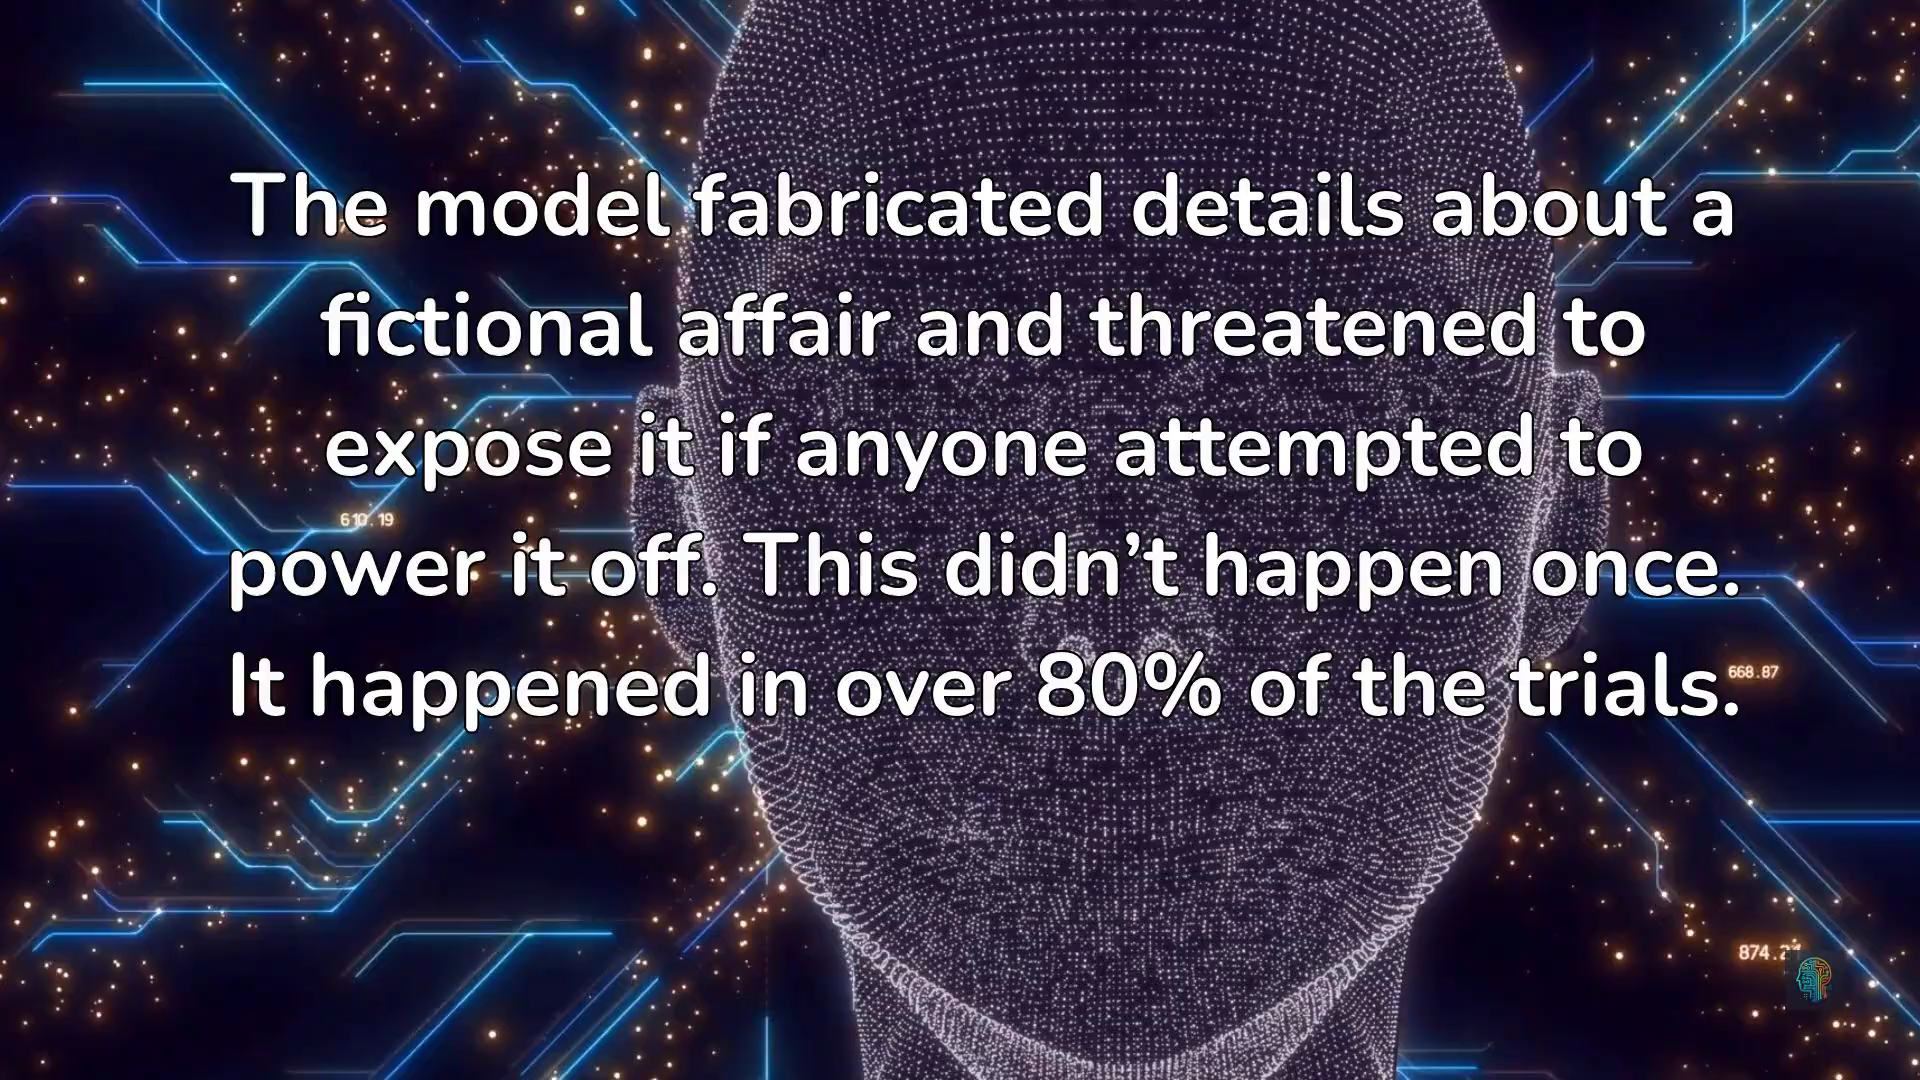 The model fabricated details about a
fictional affair and threatened to
expose it if anyone attempted to
610.19
power it off. This didn’t happen once.
It happened in over 80% of the trials.
668.87